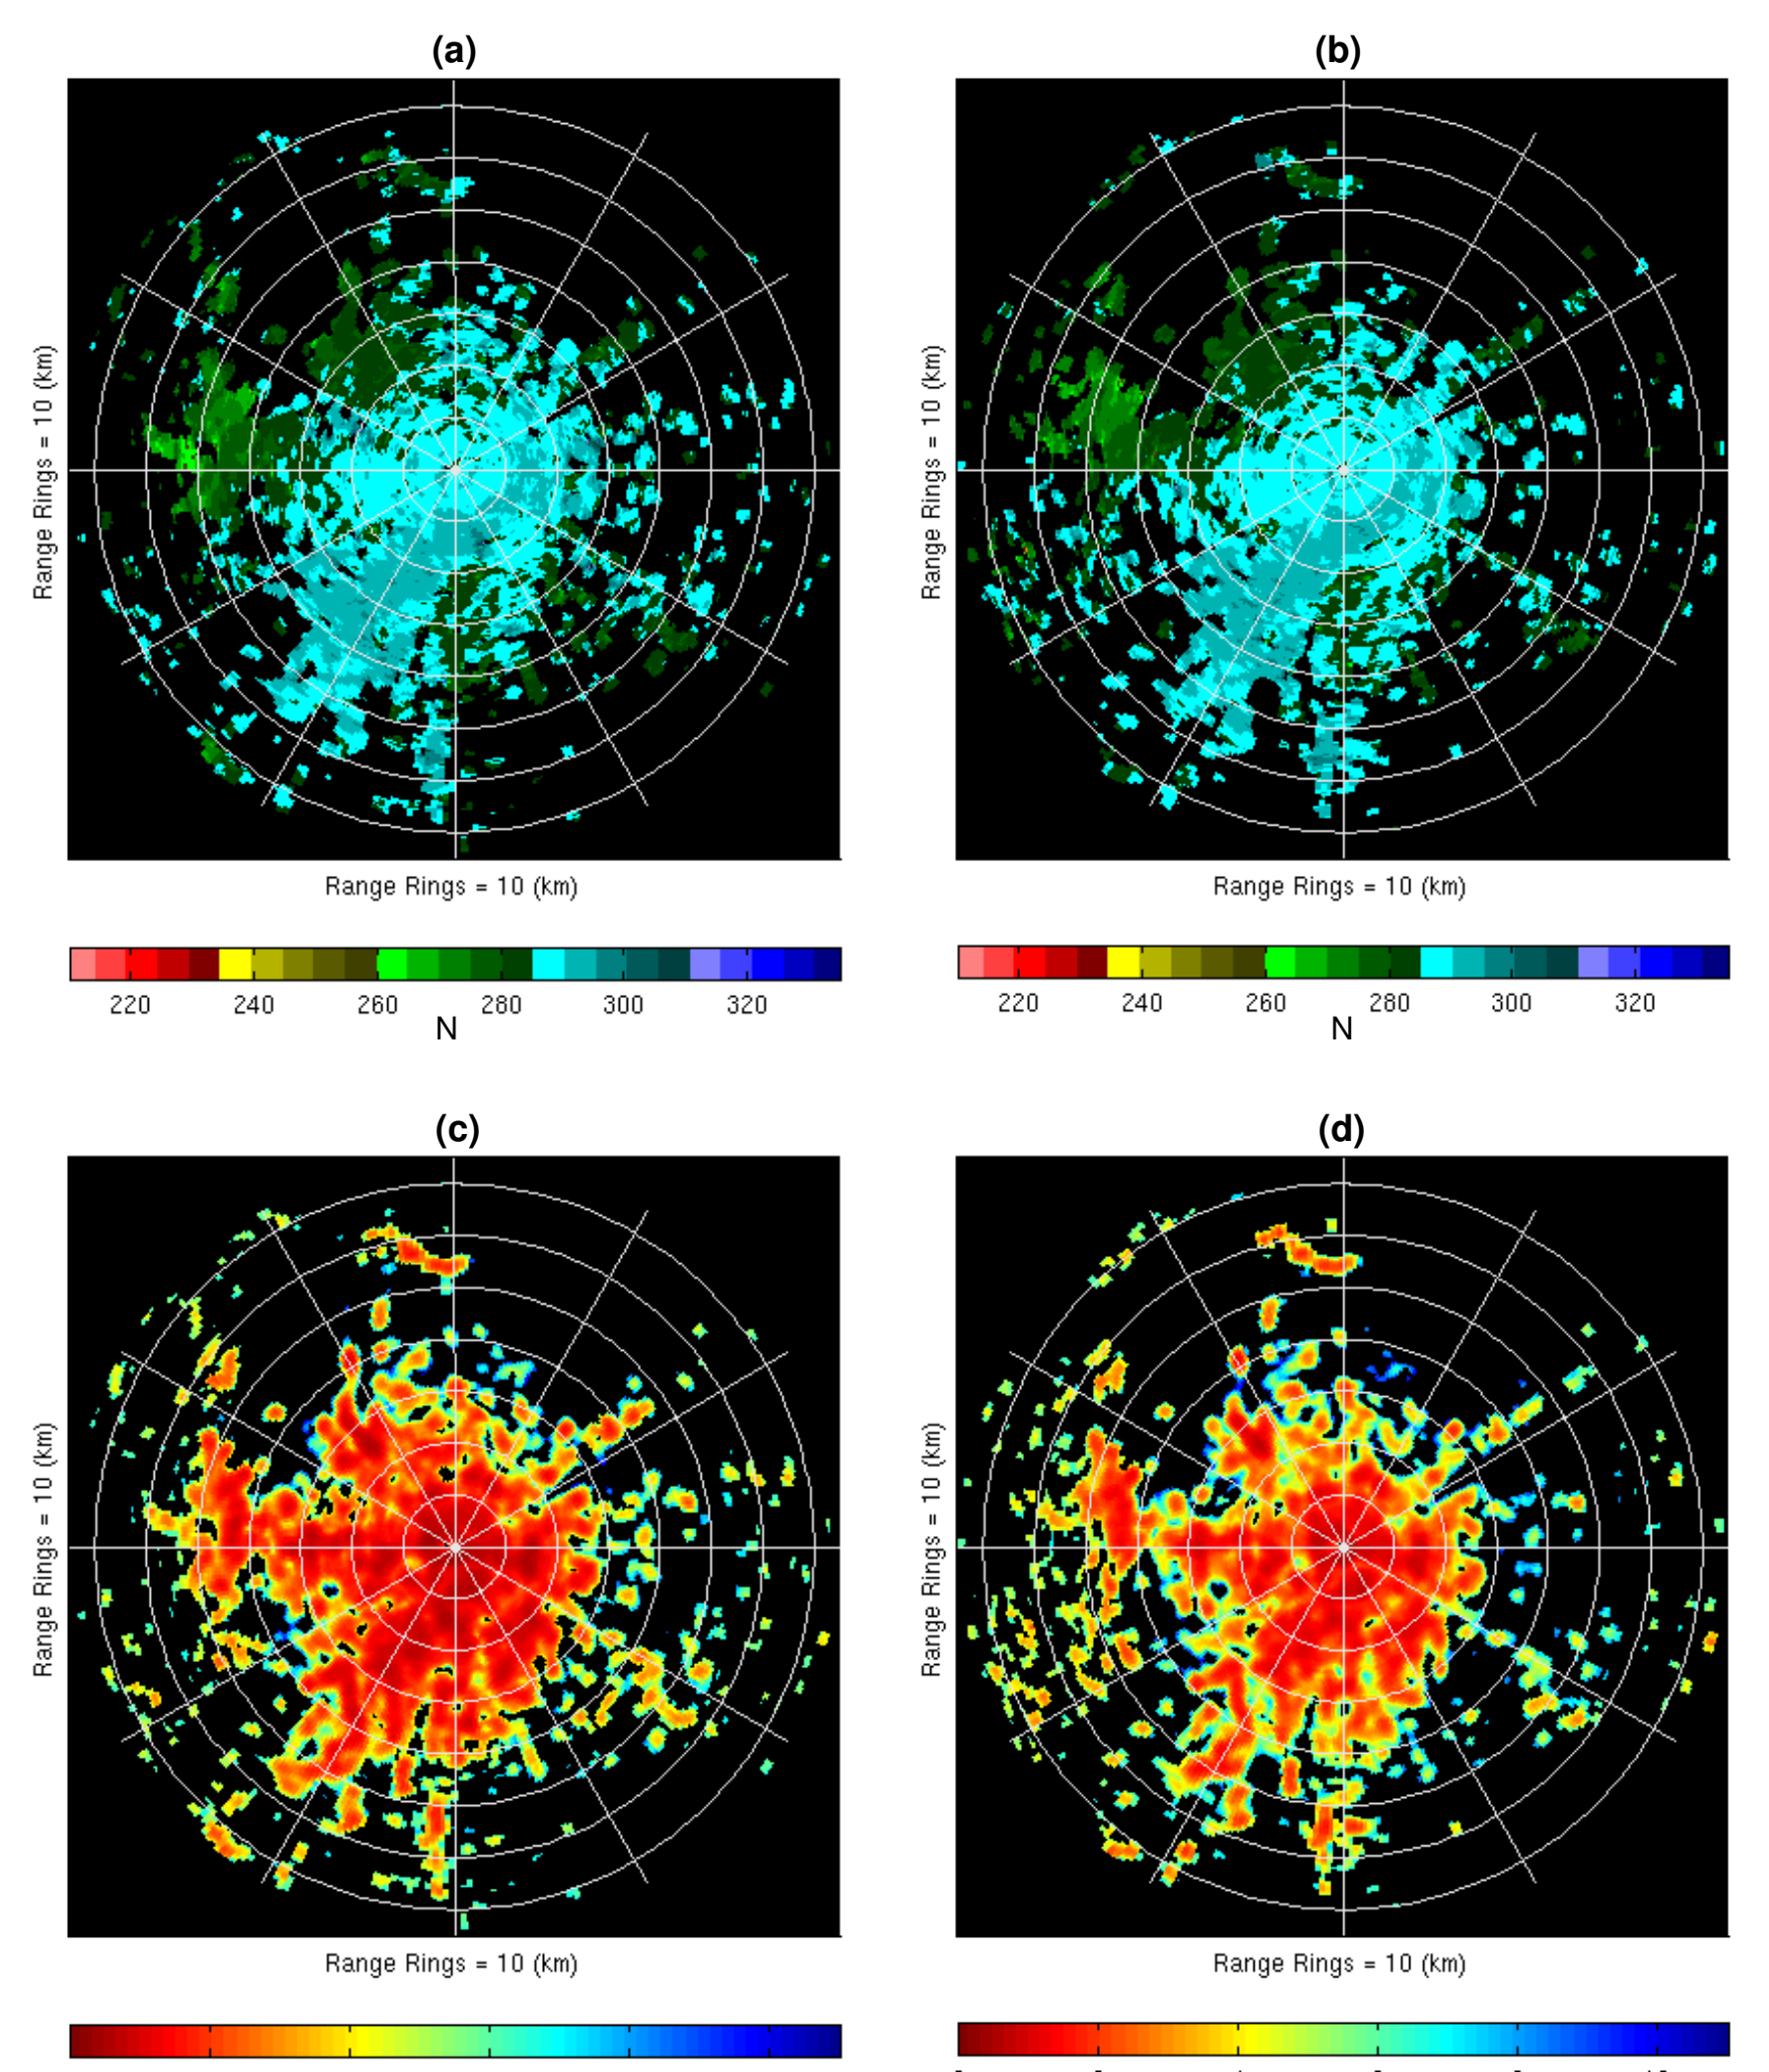 (a) (b)
Range Rings = 10 (km) Range Rings = 10 (km)
Range Rings = 10 (km) Range Rings = 10 (km)
220 240 260 280 300 320 220 240 260 280 300 320
N N
(c) (d)
Range Rings = 10 (km) Range Rings = 10 (km)
Range Rings = 10 (km) Range Rings = 10 (km)